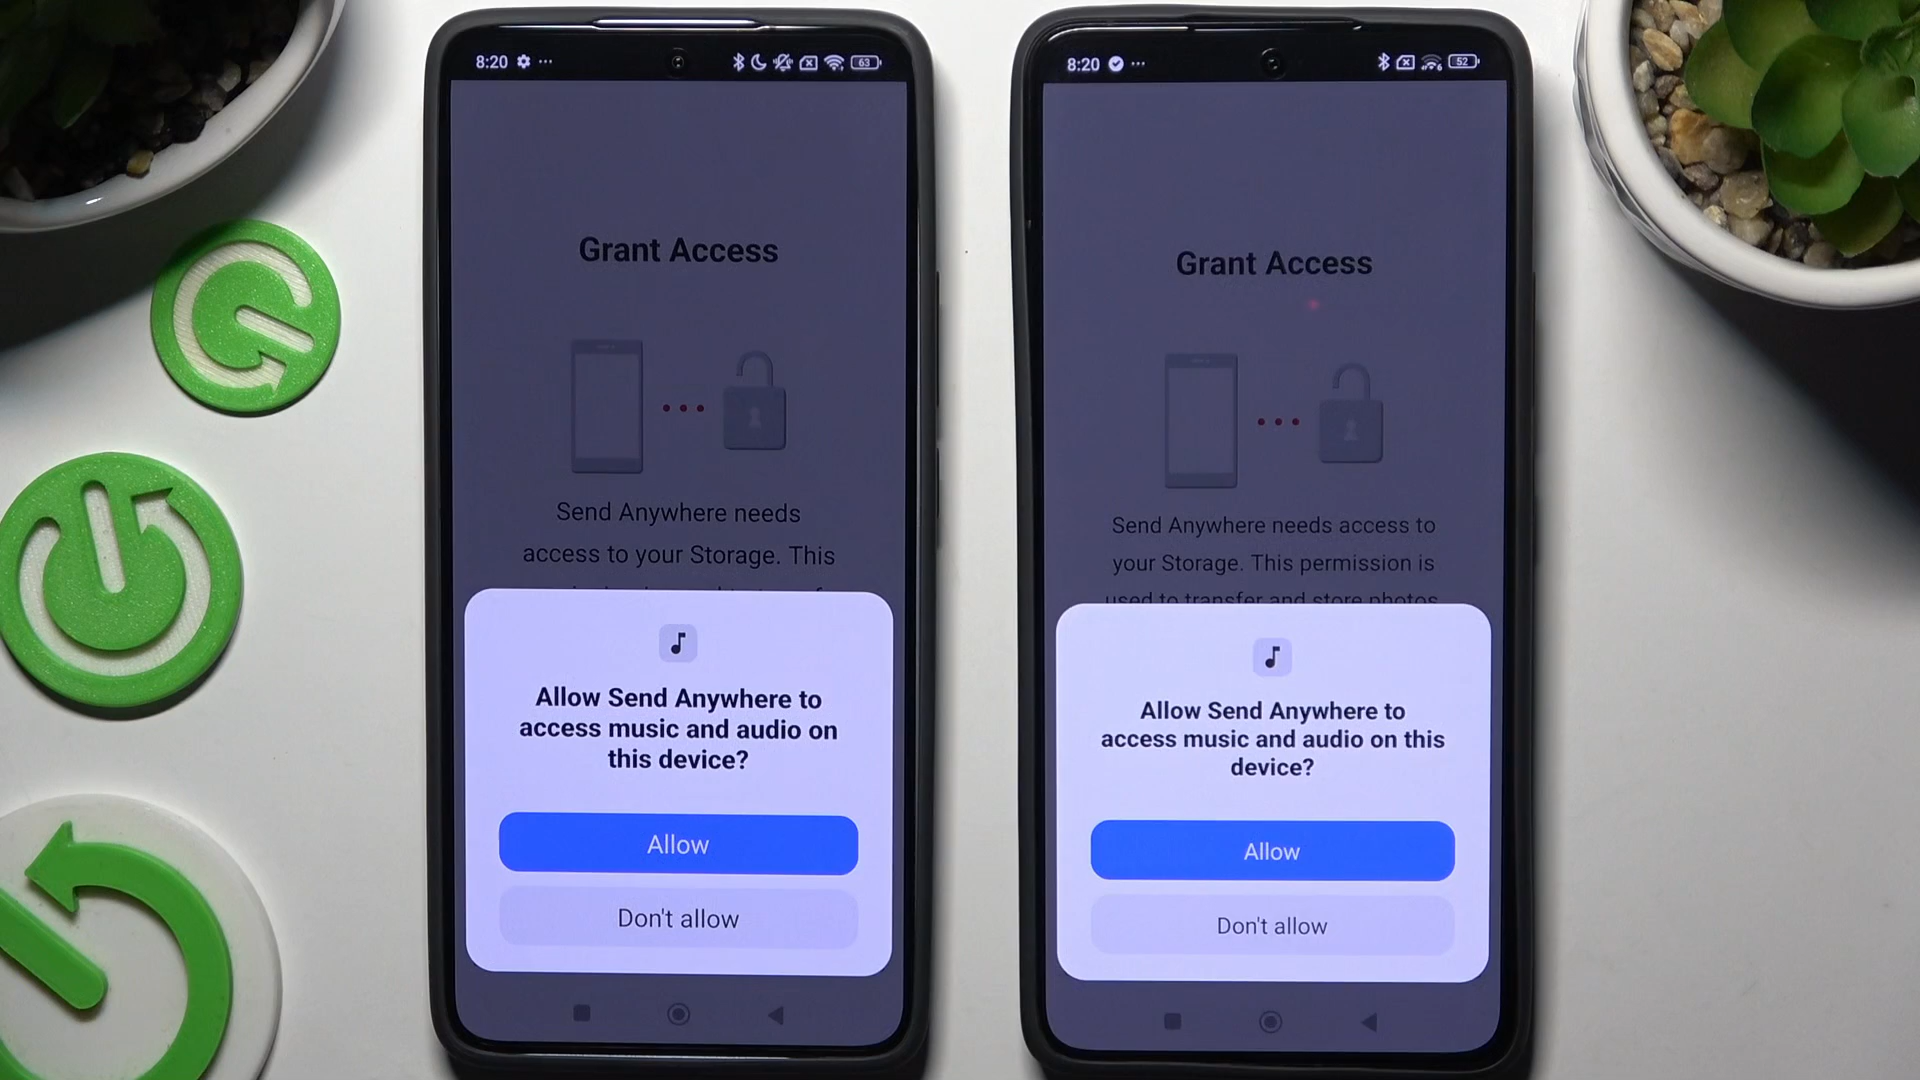 8:20
63
Grant Access
Send Anywhere needs
access to your Storage. This
Allow Send Anywhere to
access music and audio on
this device?
Allow
Don't allow
8:20
52
Grant Access
Send Anywhere needs access to
your Storage. This permission is
used to transfer and store photos
Allow Send Anywhere to
access music and audio on this
device?
Allow
Don't allow